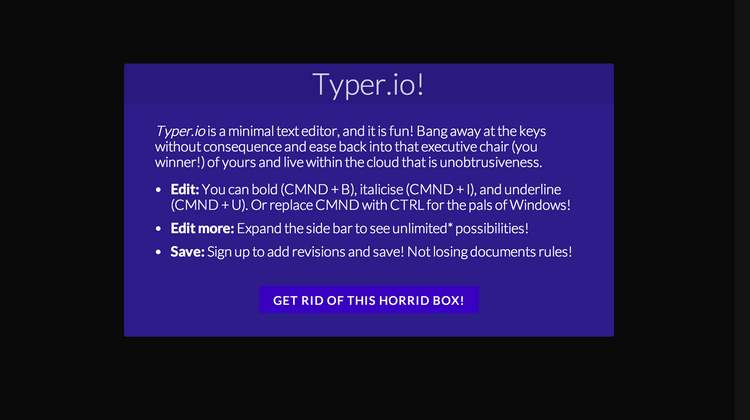 Typer.io!
Typer.io is a minimal text editor, and it is fun! Bang away at the keys
without consequence and ease back into that executive chair (you
winner!) of yours and live within the cloud that is unobtrusiveness.
• Edit: You can bold (CMND + B), italicise (CMND + I), and underline
(CMND + U). Or replace CMND with CTRL for the pals of Windows!
• Edit more: Expand the side bar to see unlimited* possibilities!
• Save: Sign up to add revisions and save! Not losing documents rules!
GET RID OF THIS HORRID BOX!